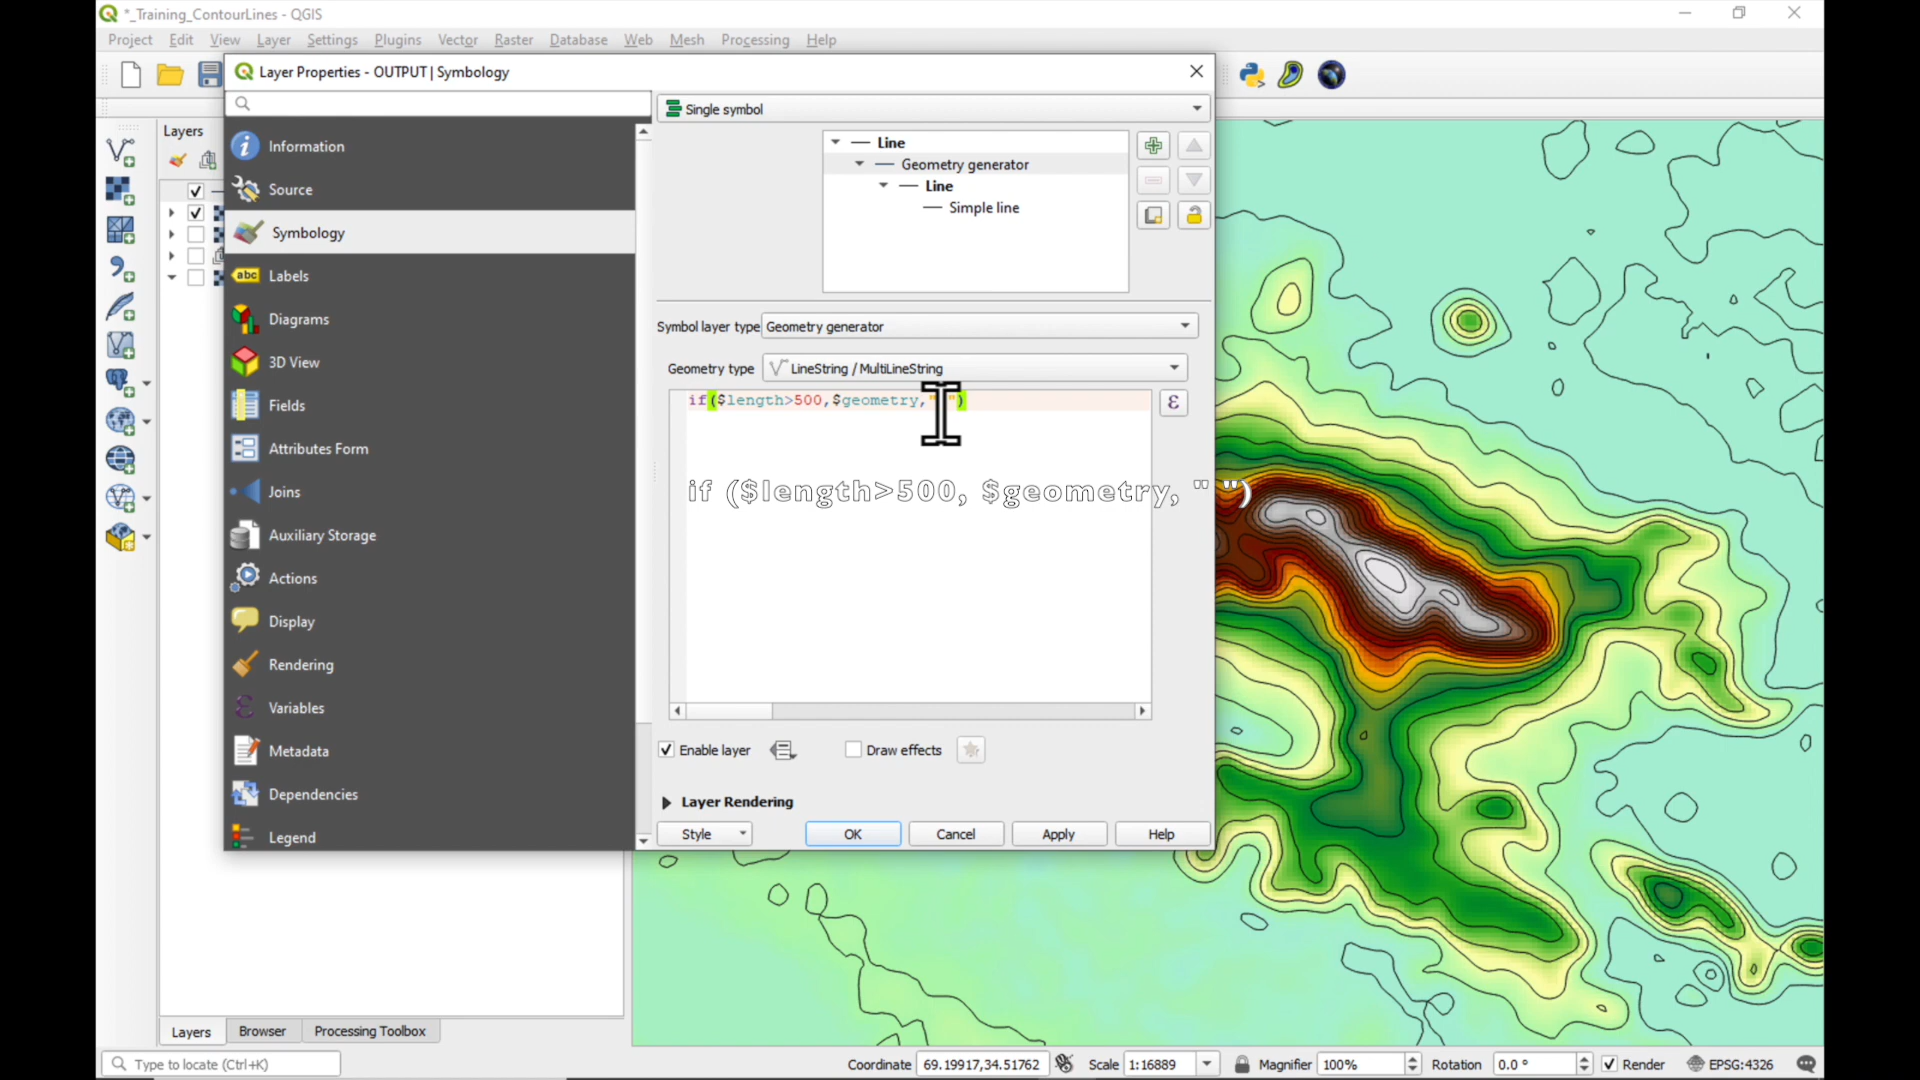 *_Training_ContourLines - QGIS
Project Edit View Layer Settings Plugins Vector Raster Database Web Mesh Processing Help
Layer Properties - OUTPUT | Symbology
Layers
Information
Source
Symbology
Labels
Diagrams
3D View
Fields
Attributes Form
Joins
Auxiliary Storage
Actions
Display
Rendering
Variables
Metadata
Dependencies
Legend
Single symbol
Line
Geometry generator
Line
Simple line
Symbol layer type Geometry generator
Geometry type LineString / MultiLineString
if($length>500,$geometry," ")
if ($length>500, $geometry, " ")
Enable layer Draw effects
Layer Rendering
Style OK Cancel Apply Help
Layers Browser Processing Toolbox
Type to locate (Ctrl+K) Coordinate 69.19917,34.51762 Scale 1:16889 Magnifier 100% Rotation 0.0 ° Render EPSG:4326